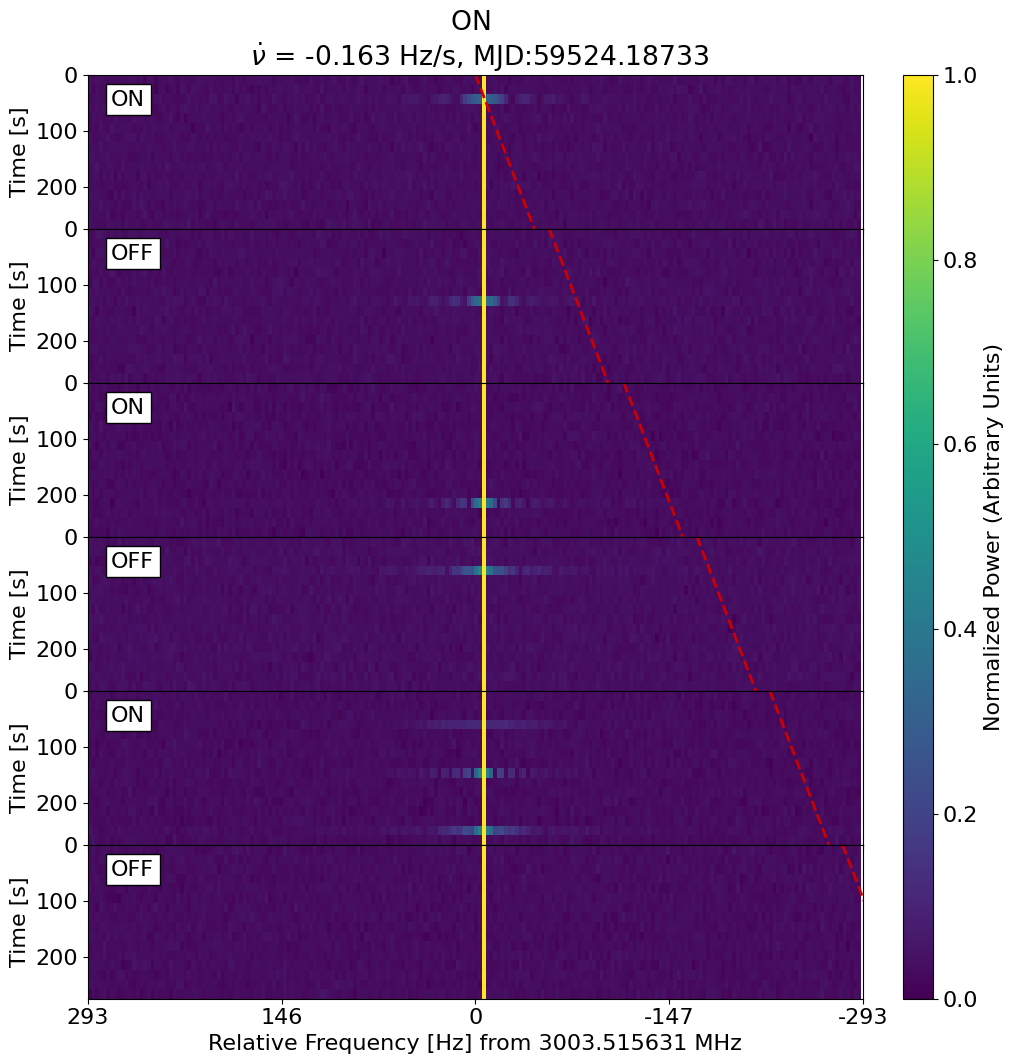 ON
ν̇ = -0.163 Hz/s, MJD:59524.18733
0
ON
100
200
Time [s]
0
OFF
100
200
Time [s]
0
ON
100
200
Time [s]
0
OFF
100
200
Time [s]
0
ON
100
200
Time [s]
0
OFF
100
200
Time [s]
293 146 0 -147 -293
Relative Frequency [Hz] from 3003.515631 MHz
1.0
0.8
0.6
0.4
0.2
0.0
Normalized Power (Arbitrary Units)